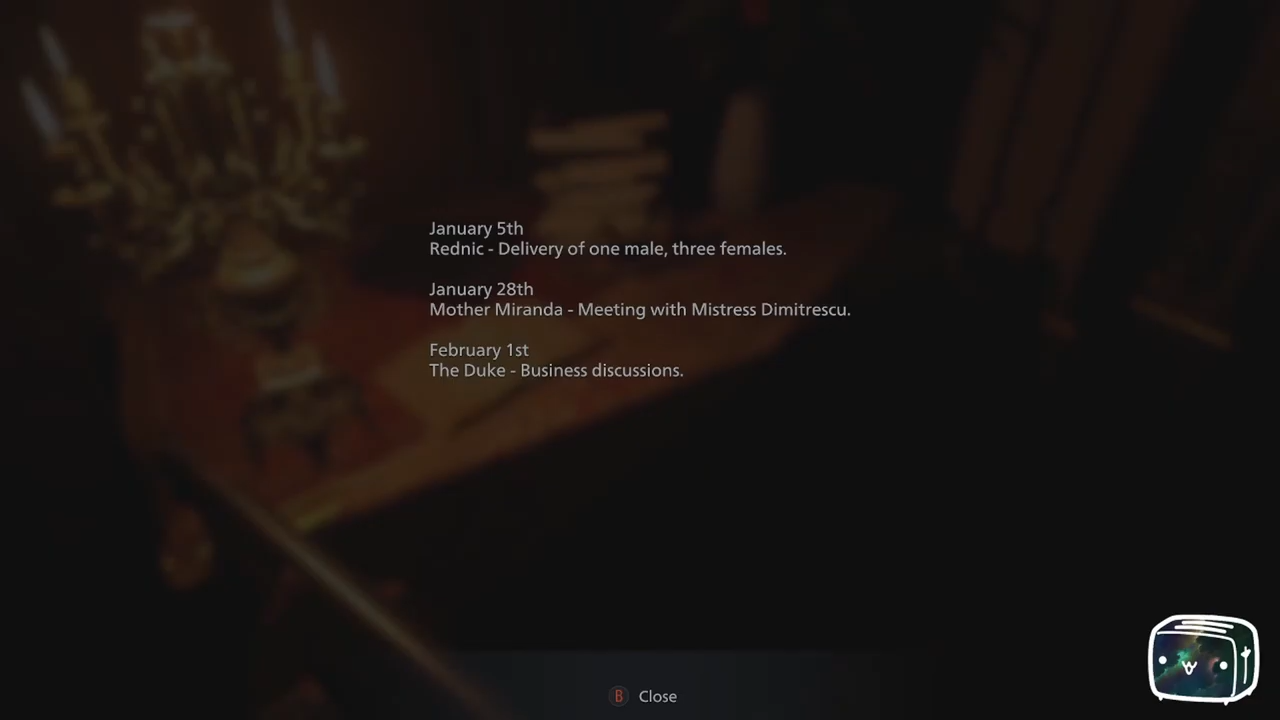 January 5th
Rednic - Delivery of one male, three females.
January 28th
Mother Miranda - Meeting with Mistress Dimitrescu.
February 1st
The Duke - Business discussions.
B Close